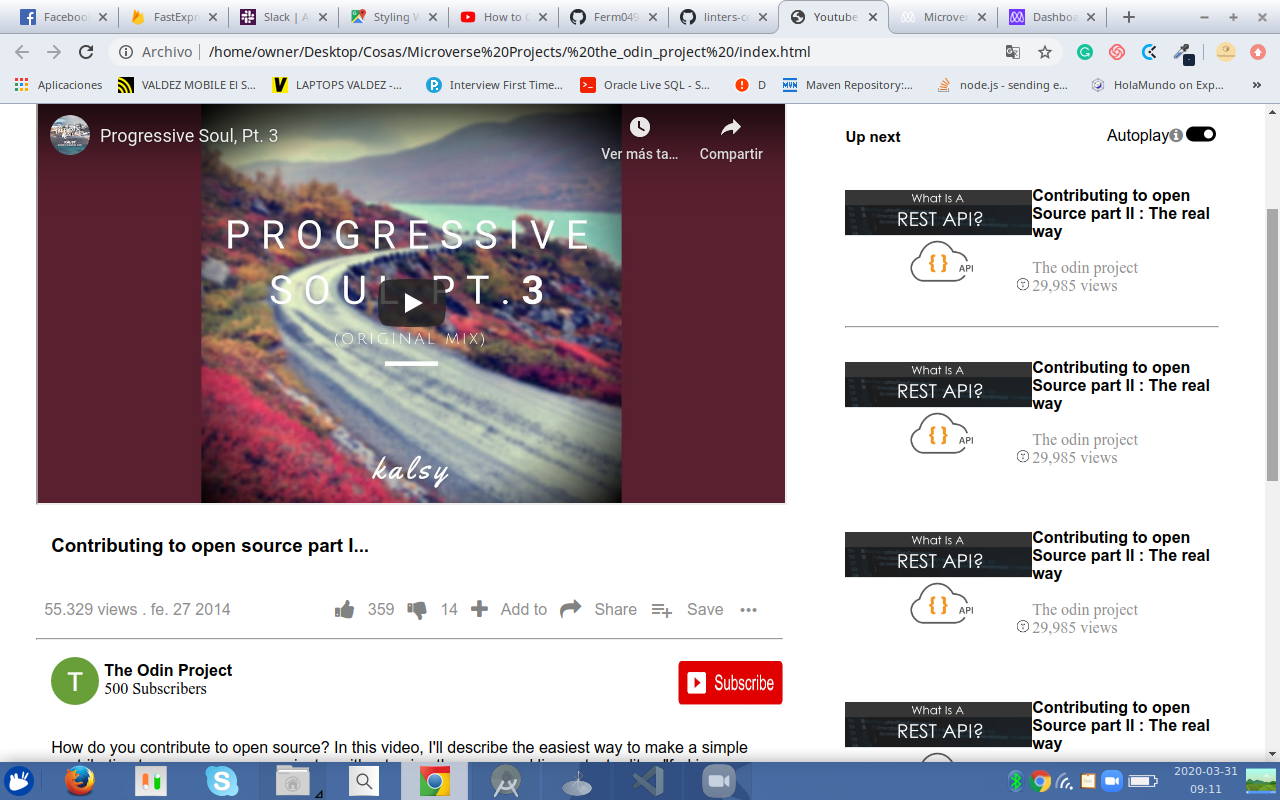 Facebook
FastExpr
Slack | A
Styling W
How to C
Ferm049
linters-co
Youtube
Microver
Dashboa
Archivo
/home/owner/Desktop/Cosas/Microverse%20Projects/%20the_odin_project%20/index.html
Aplicaciones
VALDEZ MOBILE El S...
LAPTOPS VALDEZ -...
Interview First Time...
Oracle Live SQL - S...
D
Maven Repository:...
node.js - sending e...
HolaMundo on Exp...
Progressive Soul, Pt. 3
Ver más ta...
Compartir
PROGRESSIVE
SOUL PT.3
(ORIGINAL MIX)
kalsy
Contributing to open source part I...
55.329 views . fe. 27 2014
359
14
Add to
Share
Save
T
The Odin Project
500 Subscribers
Subscribe
How do you contribute to open source? In this video, I'll describe the easiest way to make a simple
Up next
Autoplay
What Is A
REST API?
{ }
API
Contributing to open
Source part II : The real
way
The odin project
29,985 views
What Is A
REST API?
{ }
API
Contributing to open
Source part II : The real
way
The odin project
29,985 views
What Is A
REST API?
{ }
API
Contributing to open
Source part II : The real
way
The odin project
29,985 views
What Is A
REST API?
Contributing to open
Source part II : The real
way
2020-03-31
09:11